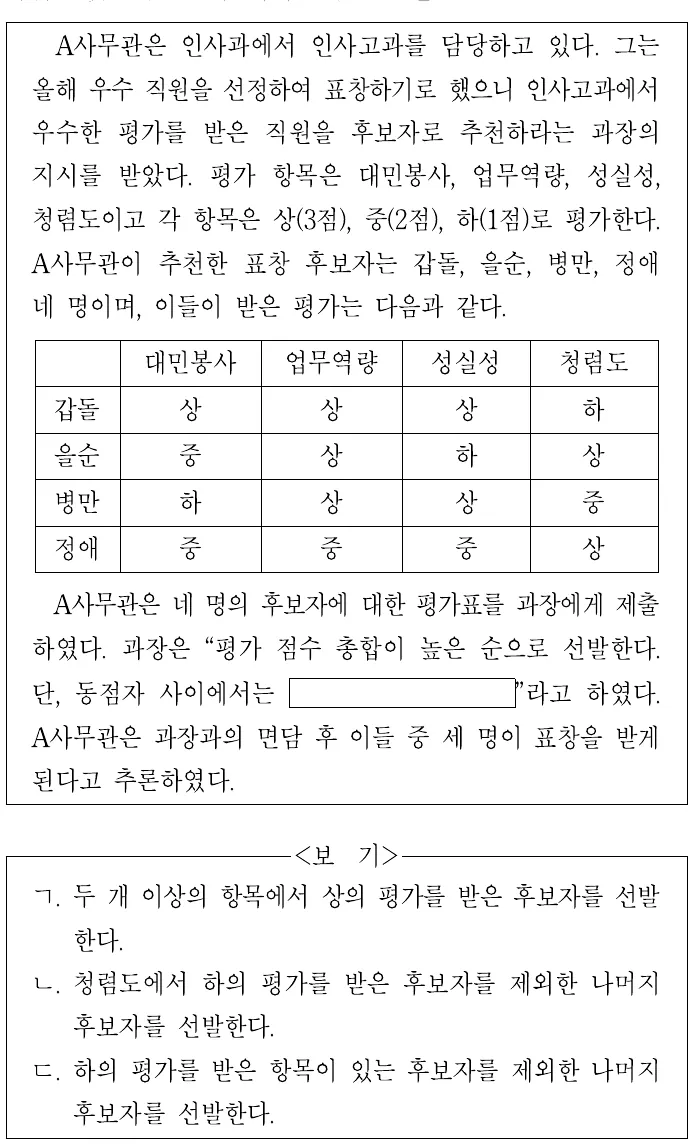 A사무관은 인사과에서 인사고과를 담당하고 있다. 그는
올해 우수 직원을 선정하여 표창하기로 했으니 인사고과에서
우수한 평가를 받은 직원을 후보자로 추천하라는 과장의
지시를 받았다. 평가 항목은 대민봉사, 업무역량, 성실성,
청렴도이고 각 항목은 상(3점), 중(2점), 하(1점)로 평가한다.
A사무관이 추천한 표창 후보자는 갑돌, 을순, 병만, 정애
네 명이며, 이들이 받은 평가는 다음과 같다.
대민봉사 업무역량 성실성 청렴도
갑돌 상 상 상 하
을순 중 상 하 상
병만 하 상 상 중
정애 중 중 중 상
A사무관은 네 명의 후보자에 대한 평가표를 과장에게 제출
하였다. 과장은 “평가 점수 총합이 높은 순으로 선발한다.
단, 동점자 사이에서는 ”라고 하였다.
A사무관은 과장과의 면담 후 이들 중 세 명이 표창을 받게
된다고 추론하였다.
<보 기>
ㄱ. 두 개 이상의 항목에서 상의 평가를 받은 후보자를 선발
한다.
ㄴ. 청렴도에서 하의 평가를 받은 후보자를 제외한 나머지
후보자를 선발한다.
ㄷ. 하의 평가를 받은 항목이 있는 후보자를 제외한 나머지
후보자를 선발한다.